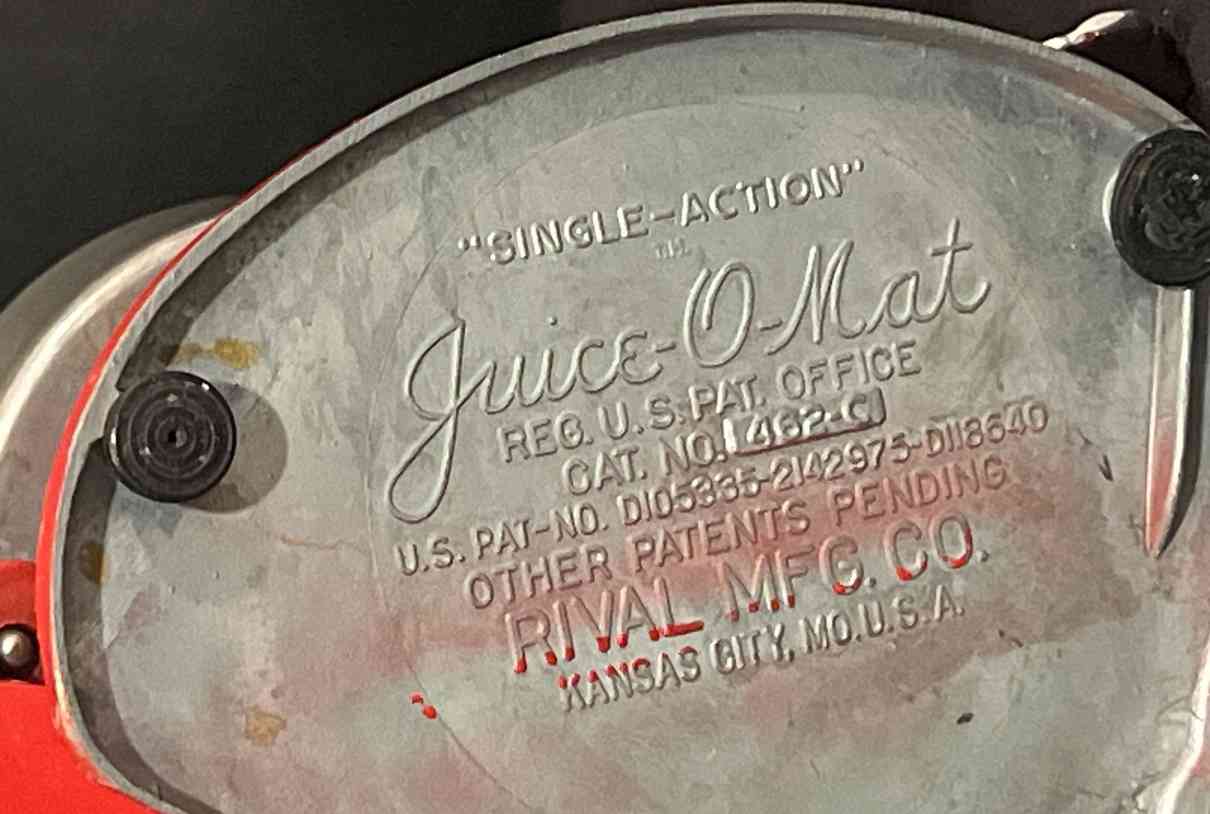 "SINGLE-ACTION"
Juice-O-Mat
REG. U.S. PAT. OFFICE
CAT. NO. 462-C
U.S. PAT-NO. D105335-2142975-D118640
OTHER PATENTS PENDING
RIVAL MFG. CO.
KANSAS CITY, MO. U.S.A.